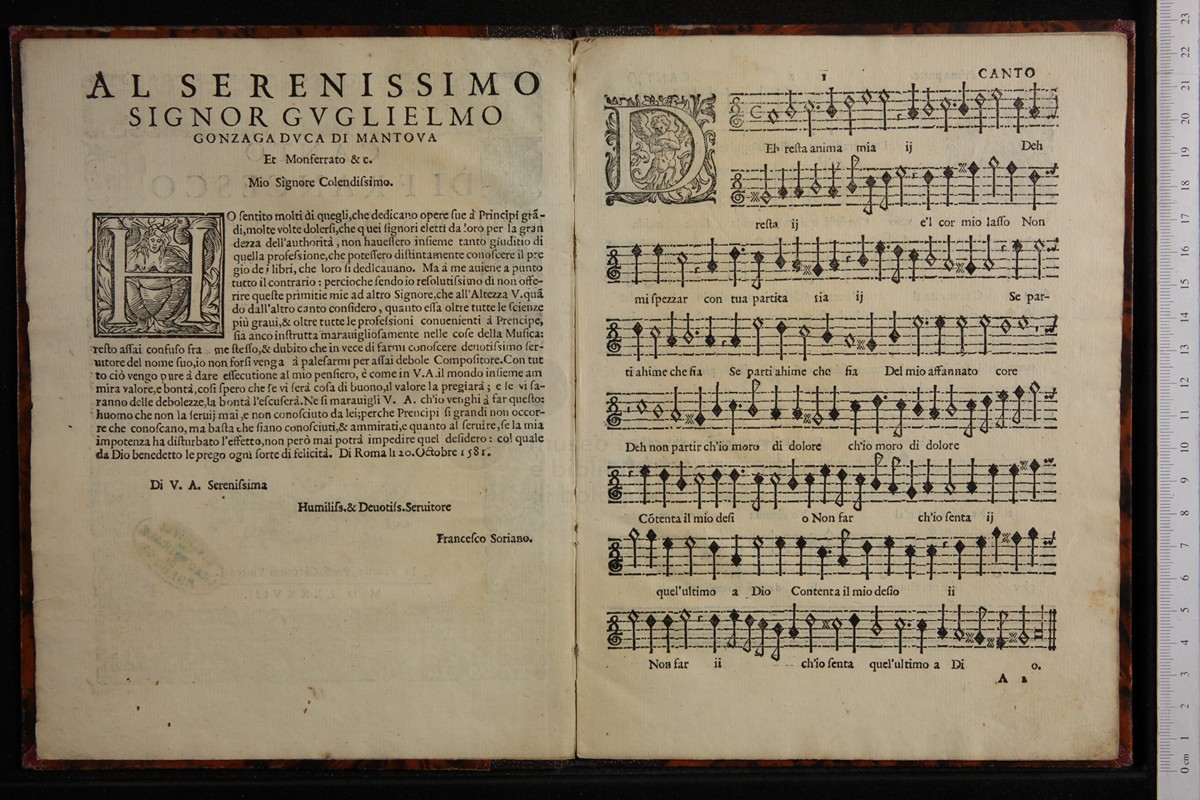 AL SERENISSIMO
SIGNOR GVGLIELMO
GONZAGA DVCA DI MANTOVA
Et Monferrato & c.
Mio Signore Colendiſsimo.
HO ſentito molti di quegli, che dedicano opere ſue à Principi grā-
di, molte volte dolerſi, che quei ſignori eletti da loro per la gran
dezza dell'authorità, non haueſſero inſieme tanto giuditio di
quella profeſsione, che poteſſero diſtintamente conoſcere il pre
gio de i libri, che loro ſi dedicauano. Ma à me auiene a punto
tutto il contrario: percioche ſendo io reſolutiſsimo di non offe-
rire queſte primitie mie ad altro Signore, che all'Altezza V. quā
do dall'altro canto conſidero, quanto eſſa oltre tutte le ſcienze
più graui, & oltre tutte le profeſsioni conuenienti à Prencipe,
ſia anco inſtrutta marauiglioſamente nelle coſe della Muſica:
reſto aſſai confuſo fra me ſteſſo, & dubito che in vece di farmi conoſcere deuotiſsimo ſer-
uitore del nome ſuo, io non forſi venga à paleſarmi per aſſai debole Compoſitore. Con tut
to ciò vengo pure à dare eſſecutione al mio penſiero, è come in V. A. il mondo inſieme am
mira valore, e bontà, coſi ſpero che ſe vi ſerà coſa di buono, il valore la pregiarà; e ſe vi ſa-
ranno delle debolezze, la bontà l'eſcuſerà. Ne ſi marauigli V. A. ch'io venghi à far queſto:
huomo che non la ſeruij mai, e non conoſciuto da lei; perche Prencipi ſi grandi non occor-
re che conoſcano, ma baſta che ſiano conoſciuti, & ammirati, e quanto al ſeruire, ſe la mia
impotenza ha diſturbato l'effetto, non però mai potrà impedire quel deſidero: col quale
da Dio benedetto le prego ogni ſorte di felicità. Di Roma li 20. Octobre 1581.
Di V. A. Sereniſsima
Humiliſs. & Deuotiſs. Seruitore
Franceſco Soriano.
1 CANTO
DEh reſta anima mia ij Deh
reſta ij e'l cor mio laſſo Non
mi ſpezzar con tua partita ria ij Se par-
ti ahime che ſia Se parti ahime che ſia Del mio affannato core
Deh non partir ch'io moro di dolore ch'io moro di dolore
Cōtenta il mio deſi o Non far ch'io ſenta ij
quel'ultimo a Dio Contenta il mio deſio ii
Non far ii ch'io ſenta quel'ultimo a Di o.
A 2